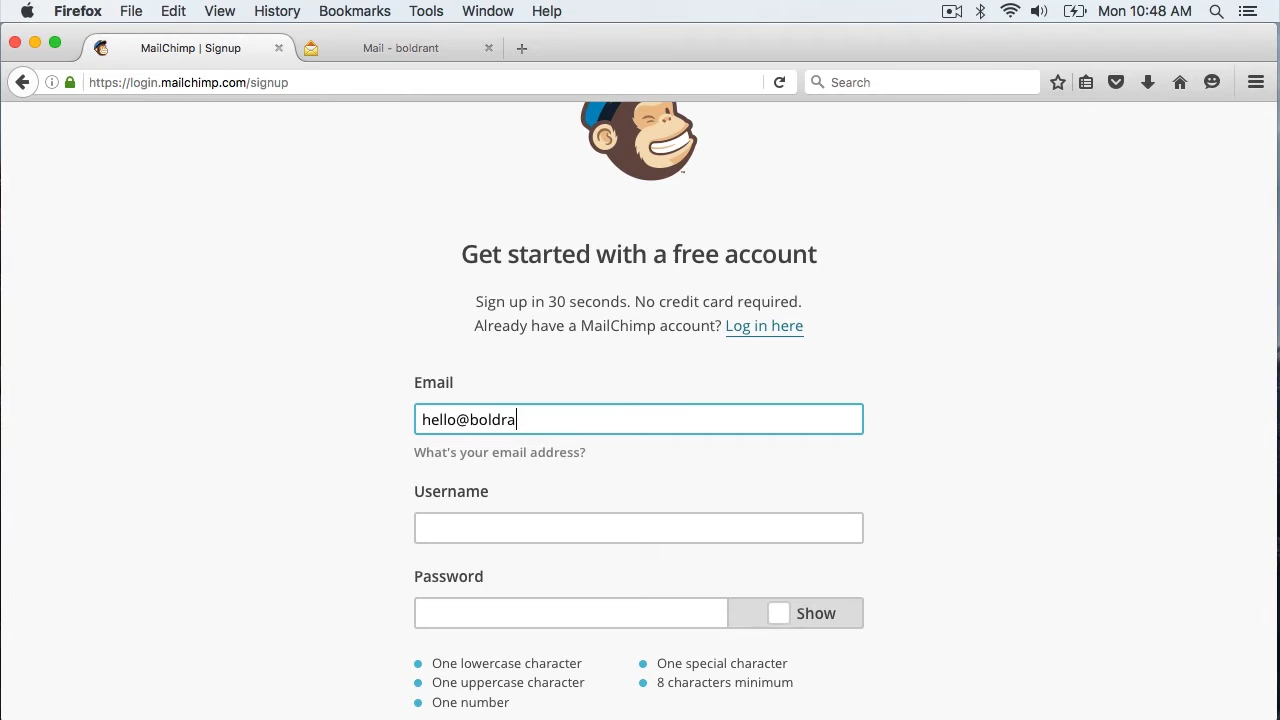 Firefox File Edit View History Bookmarks Tools Window Help Mon 10:48 AM
MailChimp | Signup Mail - boldrant
https://login.mailchimp.com/signup Search
Get started with a free account
Sign up in 30 seconds. No credit card required.
Already have a MailChimp account? Log in here
Email
hello@boldra
What's your email address?
Username
Password
Show
One lowercase character One special character
One uppercase character 8 characters minimum
One number